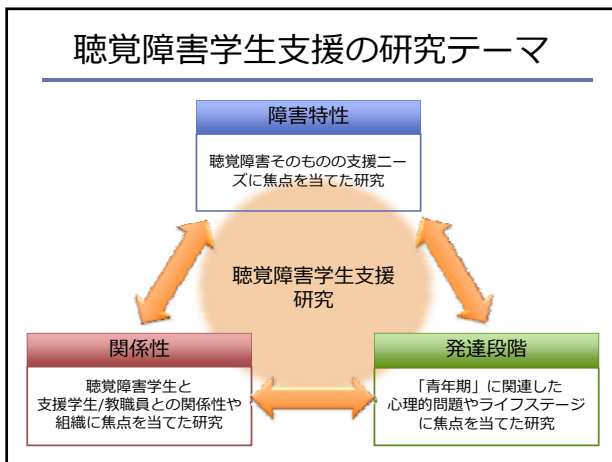 聴覚障害学生支援の研究テーマ
障害特性
聴覚障害そのものの支援ニー
ズに焦点を当てた研究
聴覚障害学生支援
研究
関係性
聴覚障害学生と
支援学生/教職員との関係性や
組織に焦点を当てた研究
発達段階
「青年期」に関連した
心理的問題やライフステージ
に焦点を当てた研究